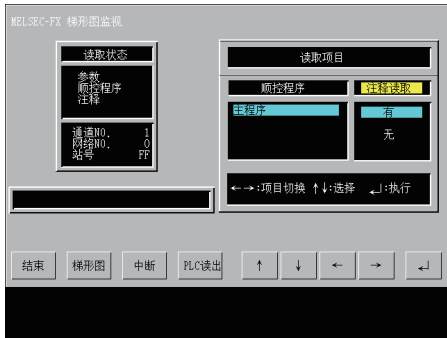 MELSEC-FX 梯形图监视
读取状态
参数
顺控程序
注释
通道NO. 1
网络NO. 0
站号 FF
读取项目
顺控程序 注释读取
主程序 有
无
←→:项目切换 ↑↓:选择 ↵:执行
结束 梯形图 中断 PLC读出 ↑ ↓ ← → ↵